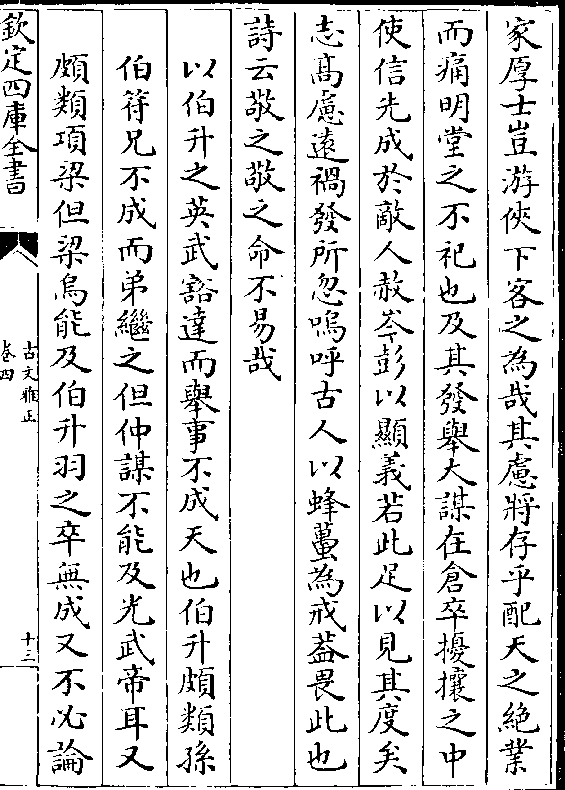 家厚士豈游俠下客之為哉其慮將存乎配天之絶業
而痛明堂之不祀也及其發舉大謀在倉卒擾攘之中
使信先成於敵人赦岑彭以顯義若此足以見其度矣
志髙慮遠禍發所忽嗚呼古人以蜂蠆為戒葢畏此也
詩云敬之敬之命不易哉
以伯升之英武豁達而舉事不成天也伯升頗類孫
伯符兄不成而弟繼之但仲謀不能及光武帝耳又
頗類項梁但梁烏能及伯升羽之卒無成又不必論
欽定四庫全書
古文雅正
卷四
十三